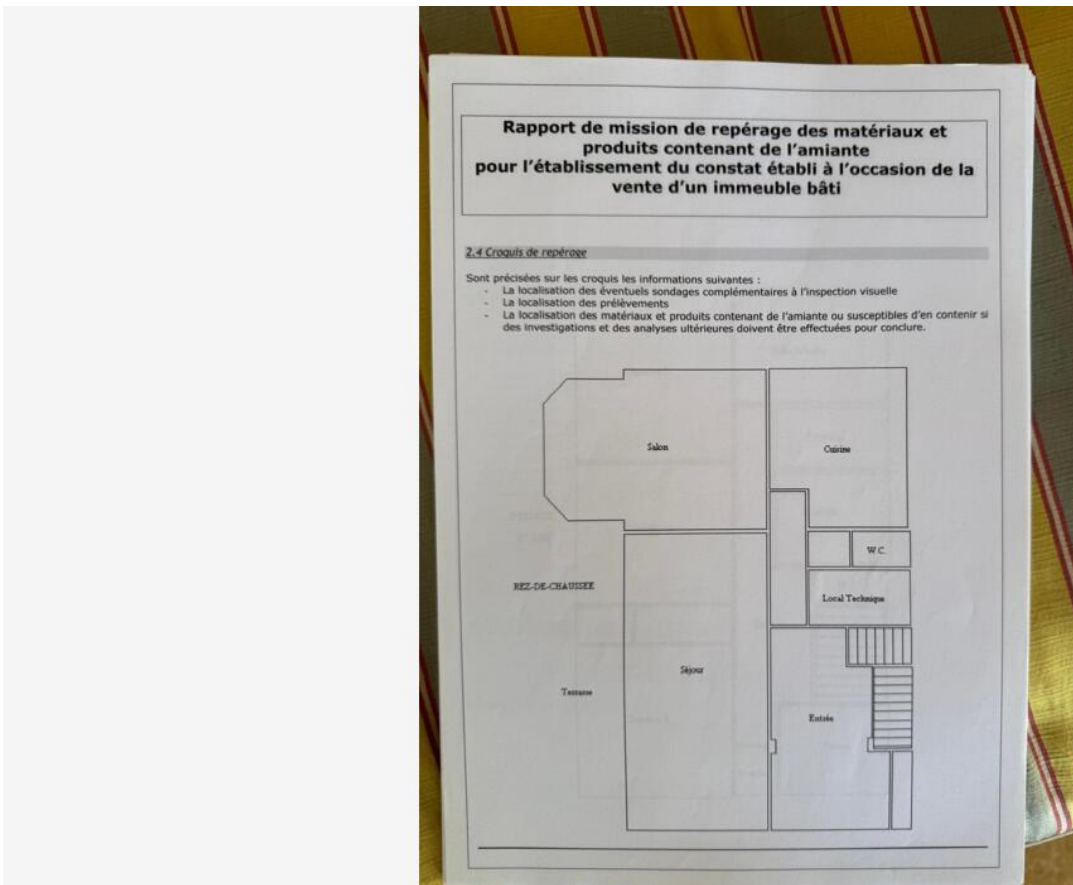 Rapport de mission de repérage des matériaux et
produits contenant de l'amiante
pour l'établissement du constat établi à l'occasion de la
vente d'un immeuble bâti
2.4 Croquis de repérage
Sont précisées sur les croquis les informations suivantes :
- La localisation des éventuels sondages complémentaires à l'inspection visuelle
- La localisation des prélèvements
- La localisation des matériaux et produits contenant de l'amiante ou susceptibles d'en contenir si
des investigations et des analyses ultérieures doivent être effectuées pour conclure.
Salon
Cuisine
W.C.
REZ-DE-CHAUSSEE
Local Technique
Séjour
Terrasse
Entrée